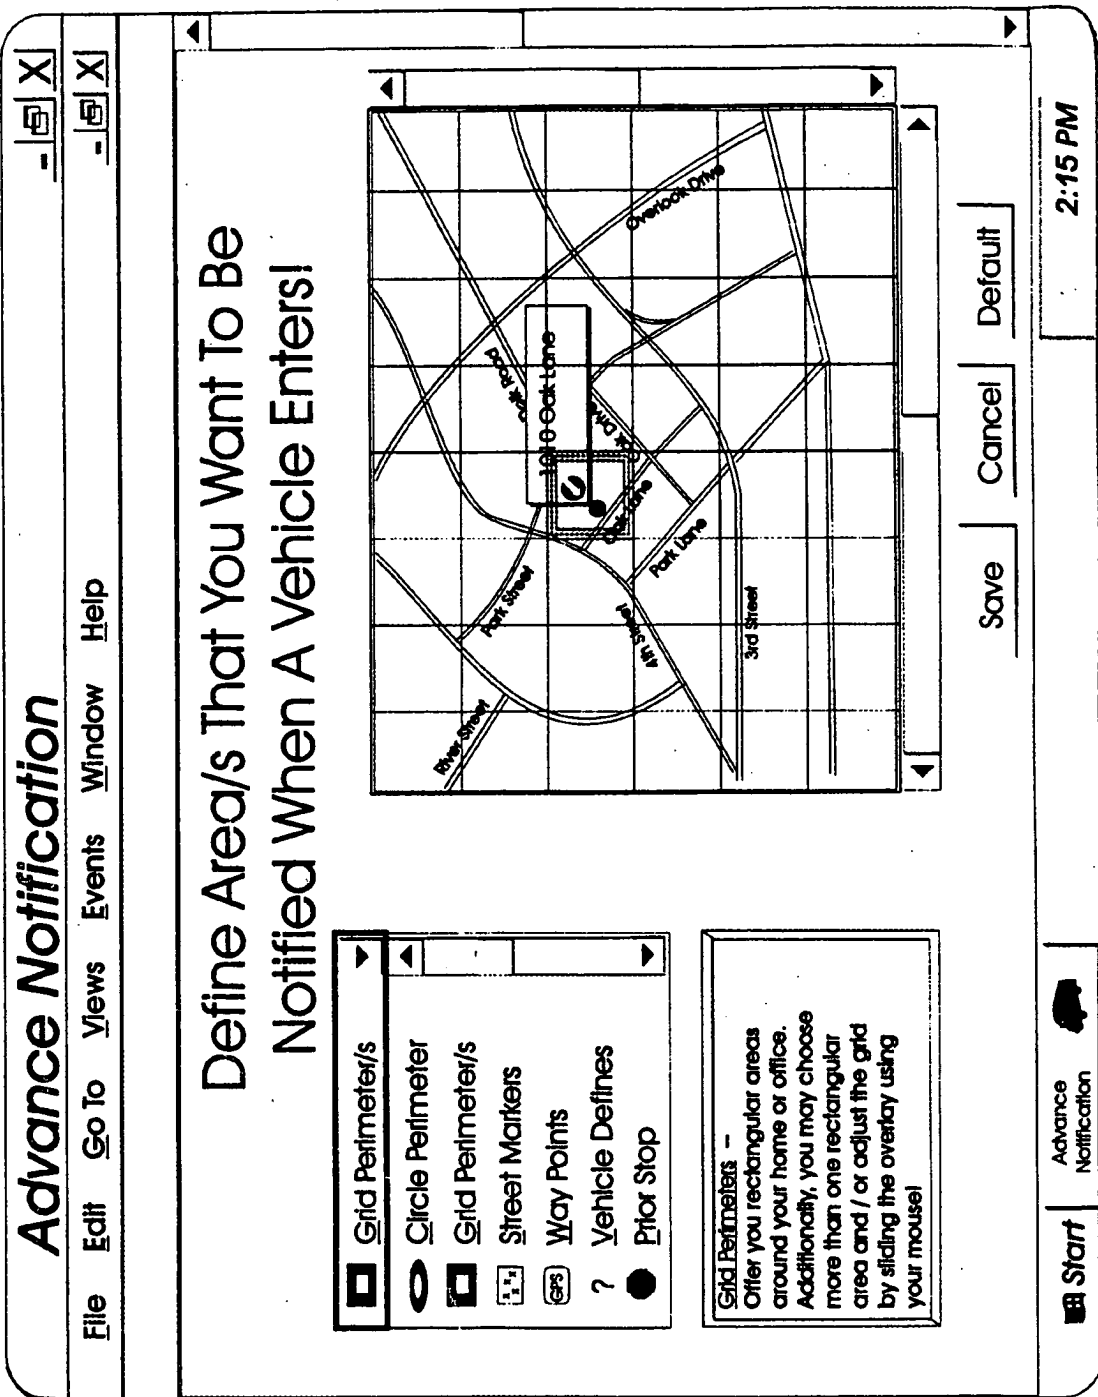 Advance Notification
File Edit Go To Views Events Window Help
Define Area/s That You Want To Be
Notified When A Vehicle Enters!
Grid Perimeter/s
Circle Perimeter
Grid Perimeter/s
Street Markers
GPS Way Points
? Vehicle Defines
Prior Stop
Grid Perimeters --
Offer you rectangular areas
around your home or office.
Additionally, you may choose
more than one rectangular
area and / or adjust the grid
by sliding the overlay using
your mouse!
River Street
Park Street
4th Street
3rd Street
Park Lane
Oak Lane
1010 Oak Lane
Road
Drive
Overlook Drive
Save Cancel Default
Start
Advance
Notification
2:15 PM